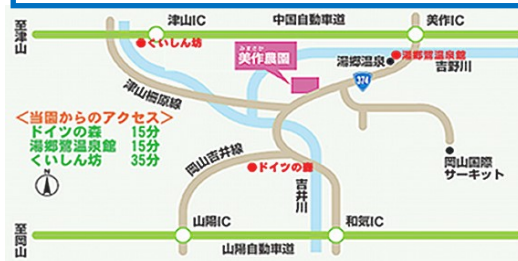 至津山
津山IC
中国自動車道
美作IC
くいしん坊
みまさか
美作農園
湯郷温泉
湯郷鷺温泉館
吉野川
374
津山柵原線
<当園からのアクセス>
ドイツの森 15分
湯郷鷺温泉館 15分
くいしん坊 35分
N
岡山吉井線
ドイツの森
吉井川
岡山国際
サーキット
至岡山
山陽IC
和気IC
山陽自動車道